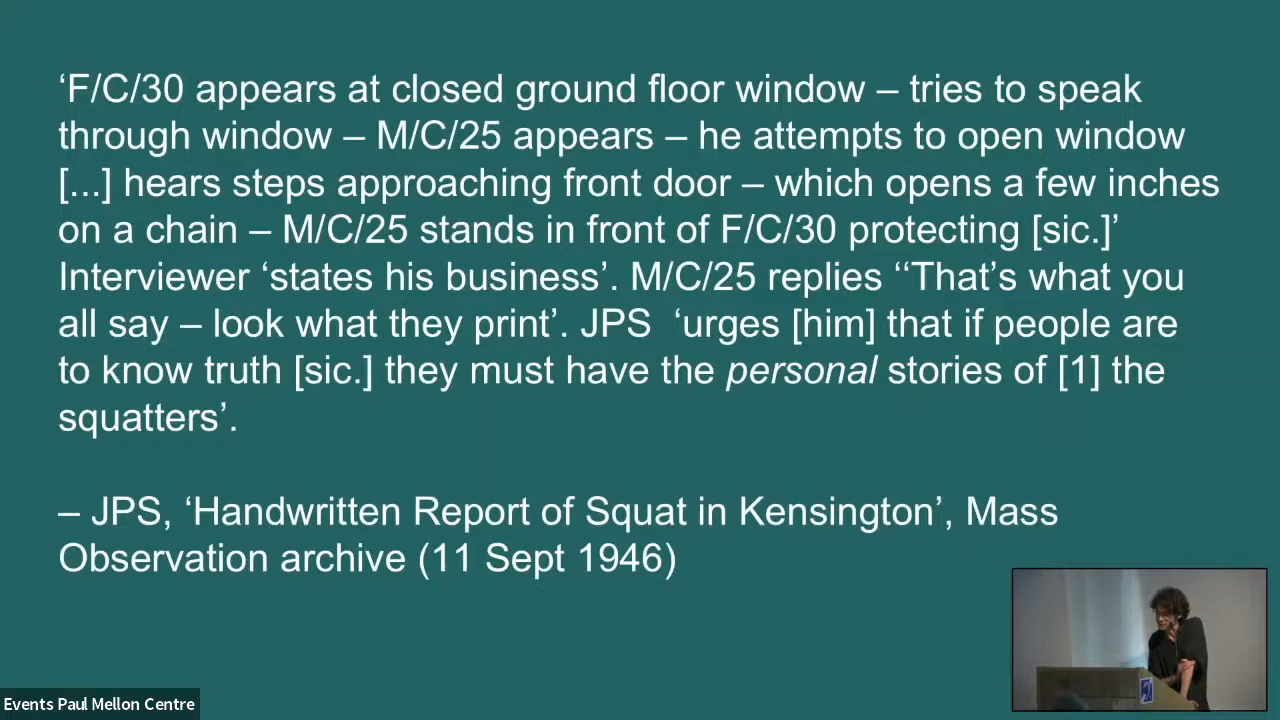 ‘F/C/30 appears at closed ground floor window – tries to speak
through window – M/C/25 appears – he attempts to open window
[...] hears steps approaching front door – which opens a few inches
on a chain – M/C/25 stands in front of F/C/30 protecting [sic.]’
Interviewer ‘states his business’. M/C/25 replies ‘‘That’s what you
all say – look what they print’. JPS  ‘urges [him] that if people are
to know truth [sic.] they must have the personal stories of [1] the
squatters’.
– JPS, ‘Handwritten Report of Squat in Kensington’, Mass
Observation archive (11 Sept 1946)
Events Paul Mellon Centre